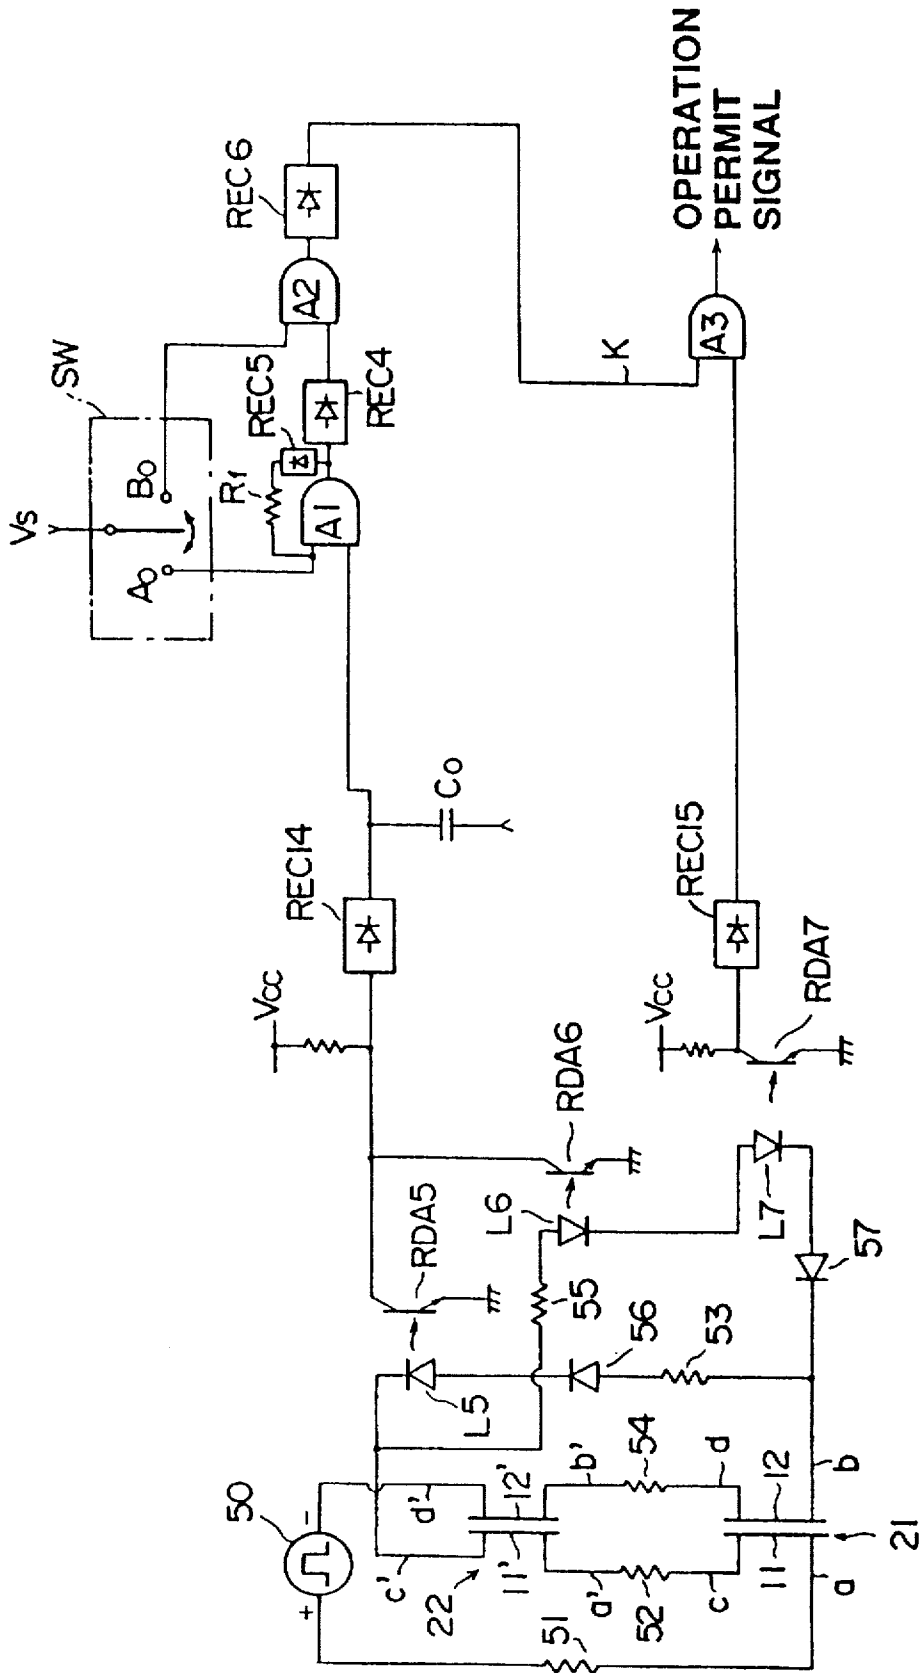 Vs
SW
Ao
Bo
Rf
REC5
A1
REC4
A2
REC6
K
A3
OPERATION
PERMIT
SIGNAL
Vcc
REC14
Co
Vcc
REC15
RDA7
RDA5
RDA6
L5
L6
L7
50
+
-
c'
d'
22
11'
12'
a'
b'
51
52
54
c
d
11
12
a
b
21
55
56
53
57